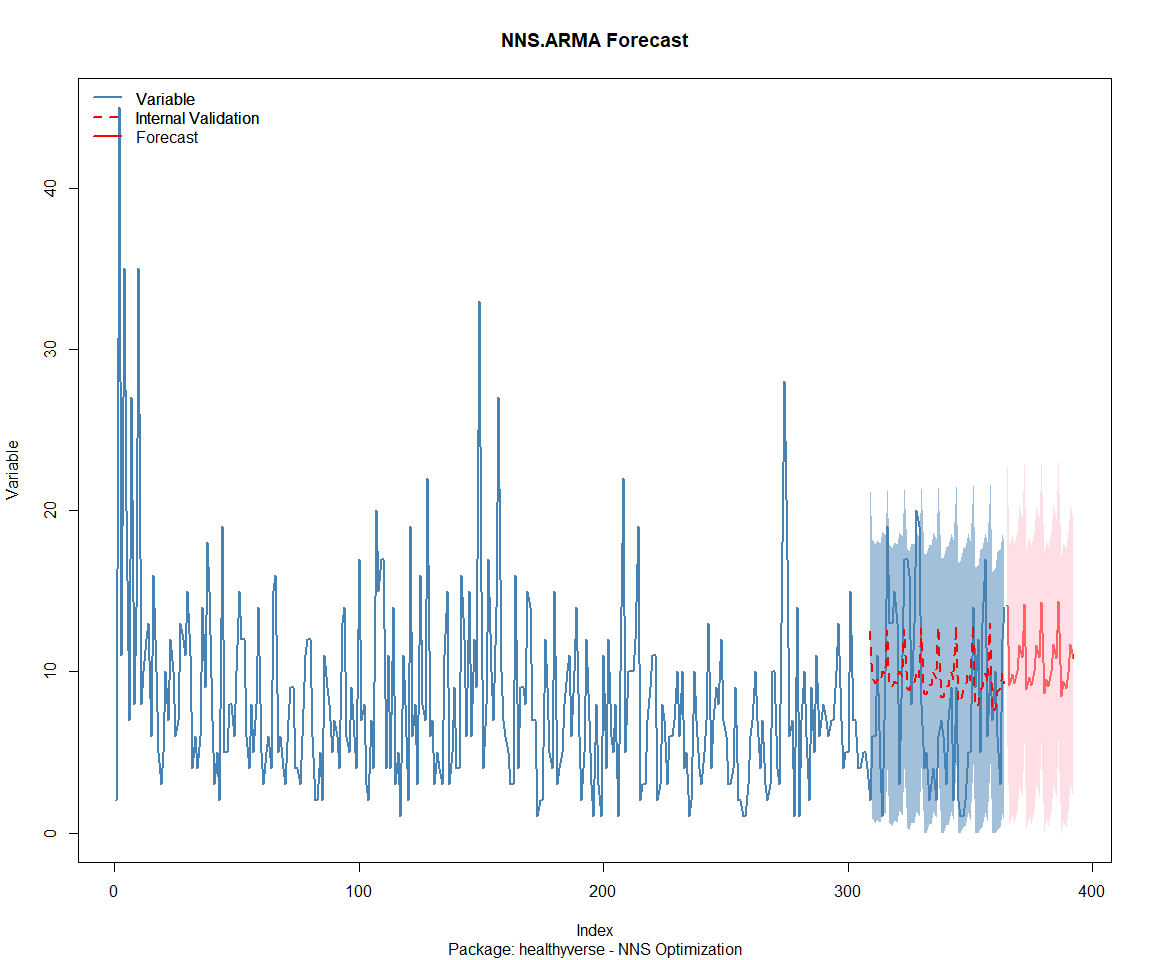 NNS.ARMA Forecast
Variable
Internal Validation
Forecast
Variable
40
30
20
10
0
0 100 200 300 400
Index
Package: healthyverse - NNS Optimization